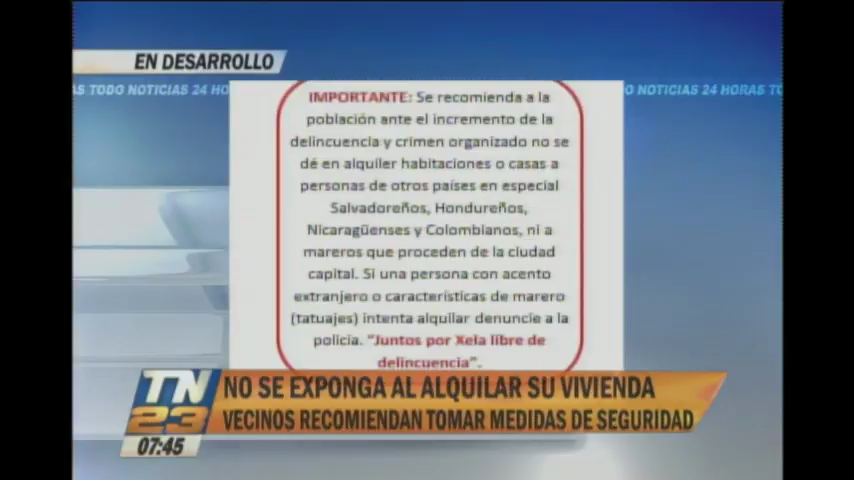 EN DESARROLLO
AS TODO NOTICIAS 24 HOR
O NOTICIAS 24 HORAS TO
IMPORTANTE: Se recomienda a la
población ante el incremento de la
delincuencia y crimen organizado no se
dé en alquiler habitaciones o casas a
personas de otros países en especial
Salvadoreños, Hondureños,
Nicaragüenses y Colombianos, ni a
mareros que proceden de la ciudad
capital. Si una persona con acento
extranjero o características de marero
(tatuajes) intenta alquilar denuncie a la
policía. "Juntos por Xela libre de
delincuencia".
TN
23
07:45
NO SE EXPONGA AL ALQUILAR SU VIVIENDA
VECINOS RECOMIENDAN TOMAR MEDIDAS DE SEGURIDAD